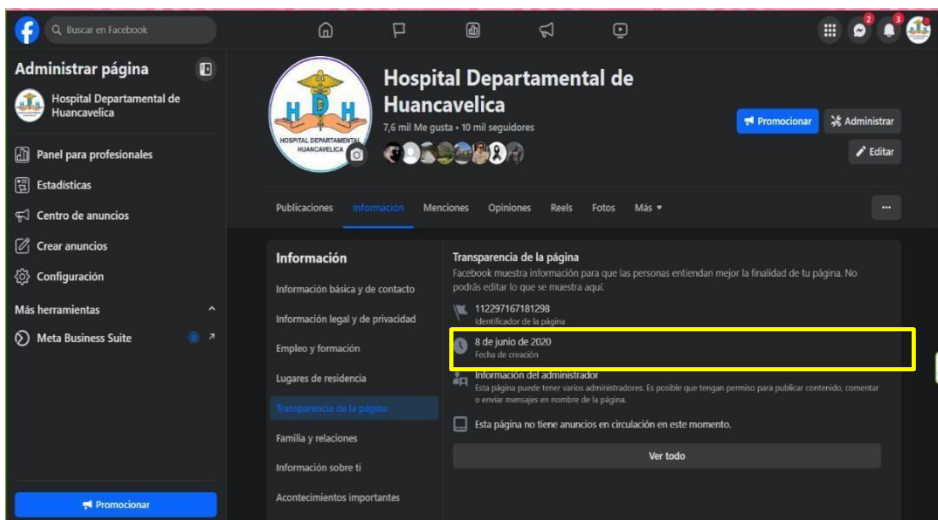 Buscar en Facebook
2
3
Administrar página
Hospital Departamental de
Huancavelica
Panel para profesionales
Estadísticas
Centro de anuncios
Crear anuncios
Configuración
Más herramientas
Meta Business Suite
Promocionar
HDH
HOSPITAL DEPARTAMENTAL
HUANCAVELICA
Hospital Departamental de
Huancavelica
7,6 mil Me gusta • 10 mil seguidores
Promocionar
Administrar
Editar
Publicaciones Información Menciones Opiniones Reels Fotos Más
Información
Información básica y de contacto
Información legal y de privacidad
Empleo y formación
Lugares de residencia
Transparencia de la página
Familia y relaciones
Información sobre ti
Acontecimientos importantes
Transparencia de la página
Facebook muestra información para que las personas entiendan mejor la finalidad de tu página. No
podrás editar lo que se muestra aquí.
112297167181298
Identificador de la página
8 de junio de 2020
Fecha de creación
Información del administrador
Esta página puede tener varios administradores. Es posible que tengan permiso para publicar contenido, comentar
o enviar mensajes en nombre de la página.
Esta página no tiene anuncios en circulación en este momento.
Ver todo